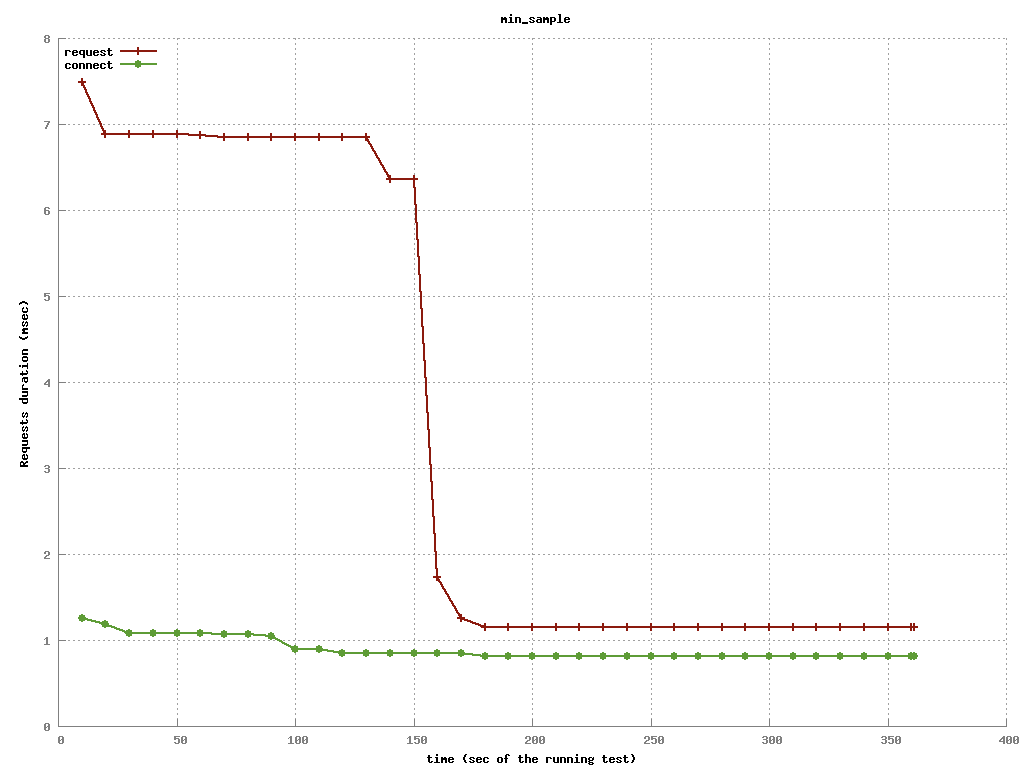 min_sample
8
request
connect
7
6
5
4
3
2
1
0
Requests duration (msec)
0 50 100 150 200 250 300 350 400
time (sec of the running test)